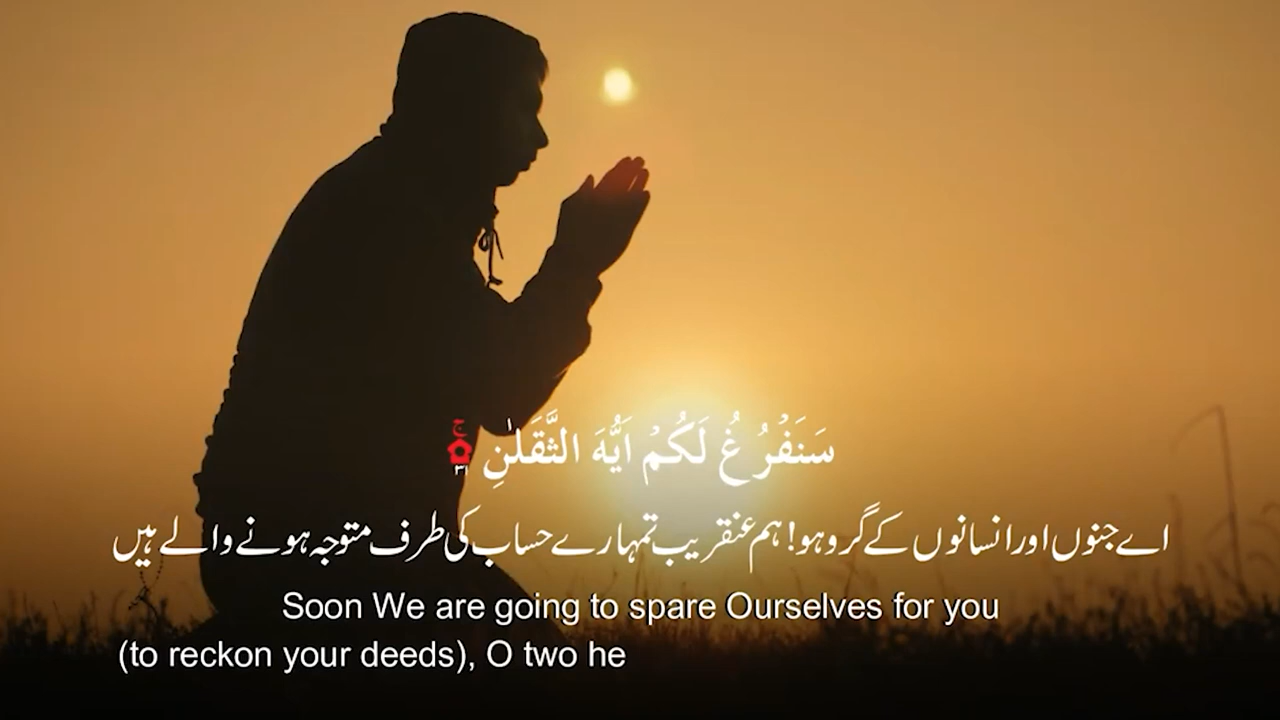 سَنَفْرُغُ لَكُمْ اَيُّهَ الثَّقَلٰنِ ۚ ۳۱
اے جنوں اور انسانوں کے گروہو! ہم عنقریب تمہارے حساب کی طرف متوجہ ہونے والے ہیں
Soon We are going to spare Ourselves for you
(to reckon your deeds), O two he